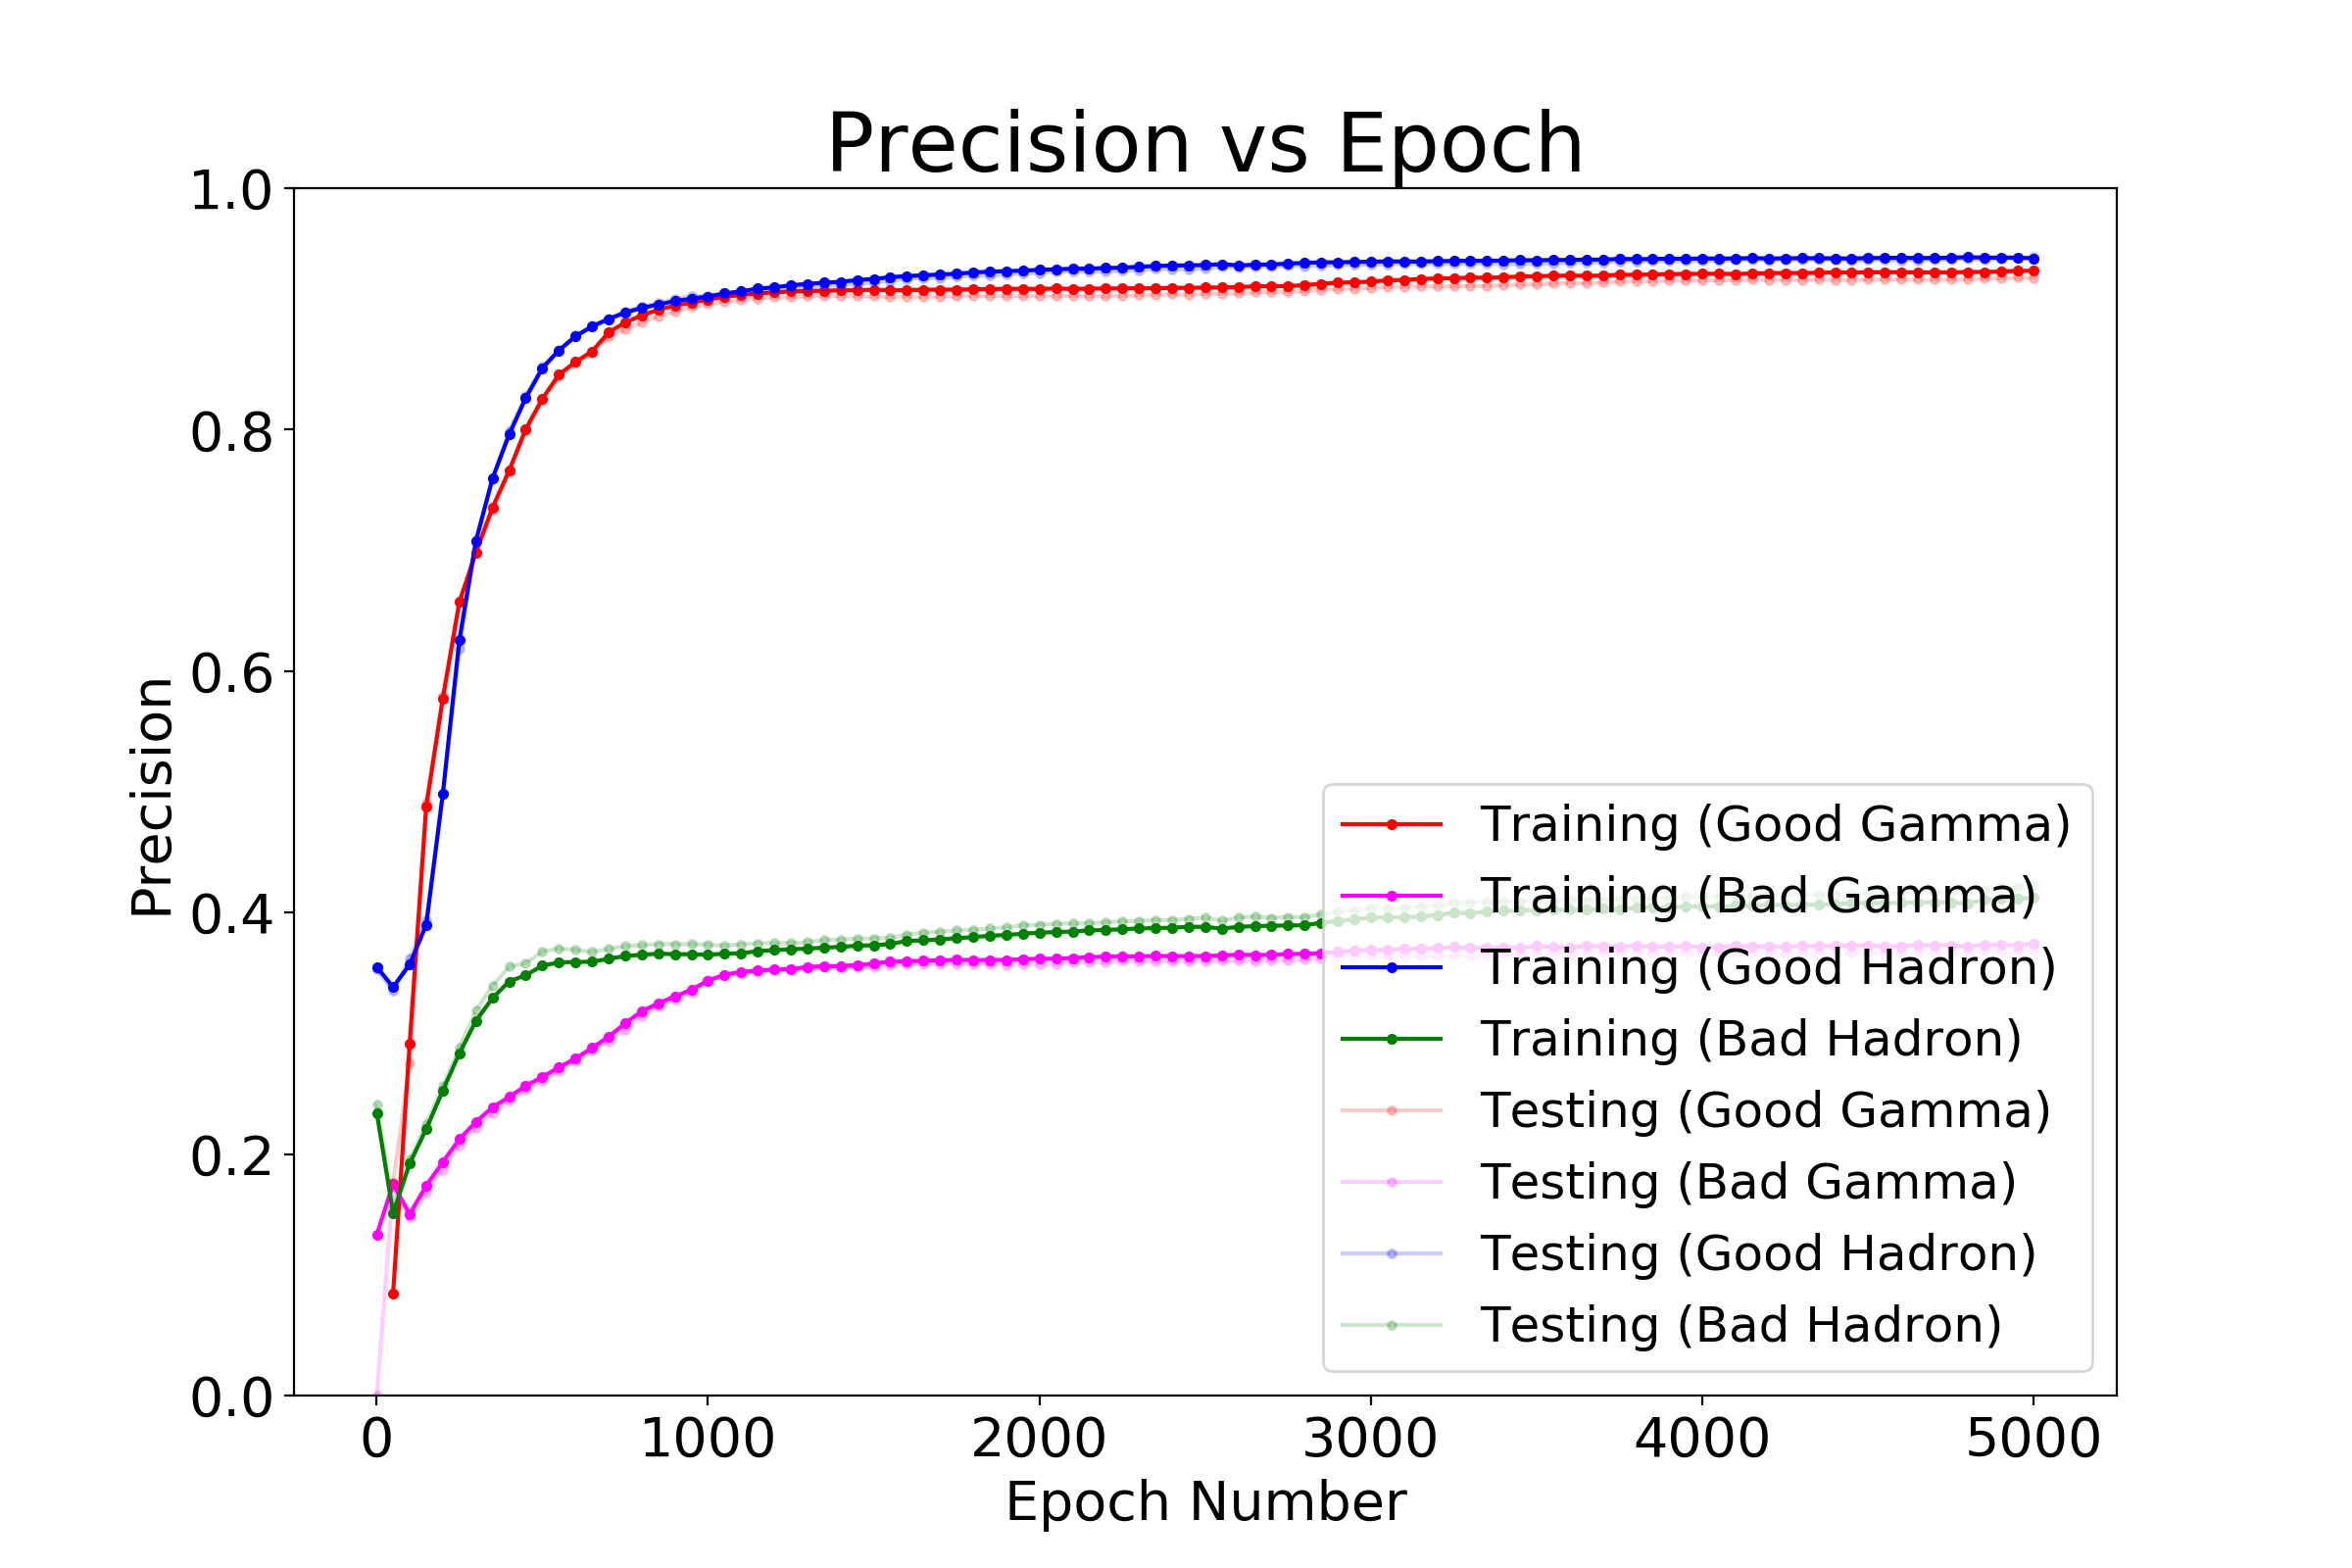 Precision vs Epoch
1.0
0.8
0.6
0.4
0.2
0.0
Precision
0
1000
2000
3000
4000
5000
Epoch Number
Training (Good Gamma)
Training (Bad Gamma)
Training (Good Hadron)
Training (Bad Hadron)
Testing (Good Gamma)
Testing (Bad Gamma)
Testing (Good Hadron)
Testing (Bad Hadron)